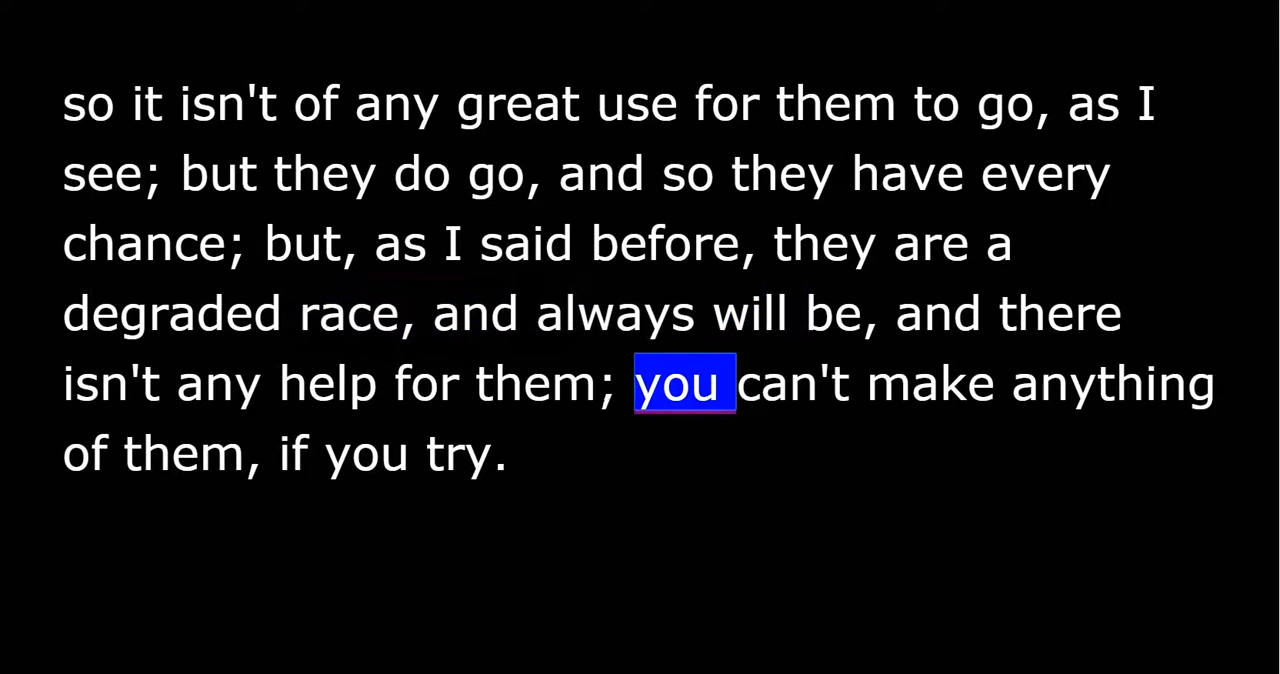 so it isn't of any great use for them to go, as I
see; but they do go, and so they have every
chance; but, as I said before, they are a
degraded race, and always will be, and there
isn't any help for them; you can't make anything
of them, if you try.